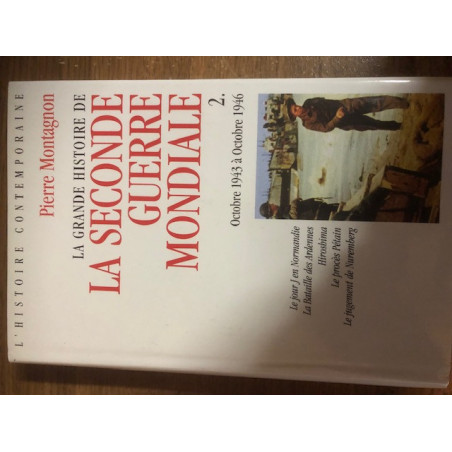 L'HISTOIRE CONTEMPORAINE
Pierre Montagnon
LA GRANDE HISTOIRE DE
LA SECONDE
GUERRE
MONDIALE
2.
Octobre 1943 à Octobre 1946
Le jour J en Normandie
La Bataille des Ardennes
Hiroshima
Le procès Pétain
Le jugement de Nuremberg